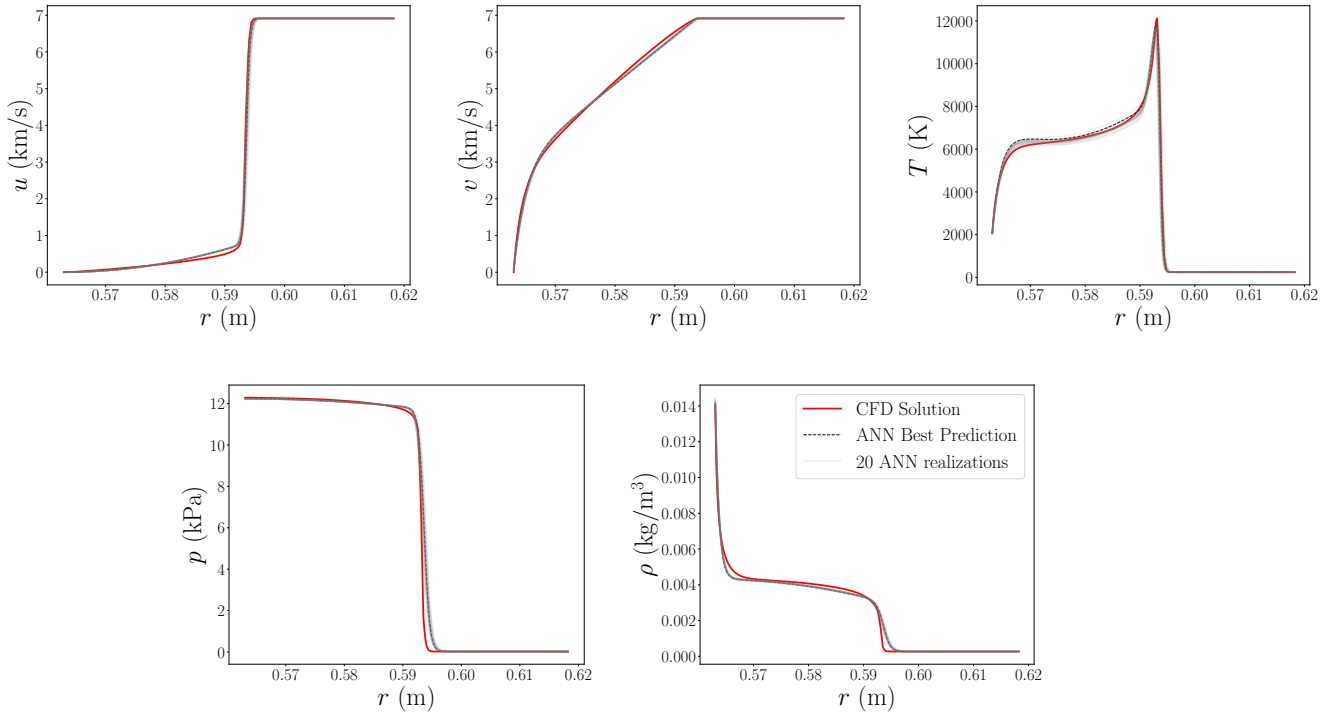 7
6
5
4
3
2
1
0
u (km/s)
0.57 0.58 0.59 0.60 0.61 0.62
r (m)
7
6
5
4
3
2
1
0
v (km/s)
0.57 0.58 0.59 0.60 0.61 0.62
r (m)
12000
10000
8000
6000
4000
2000
0
T (K)
0.57 0.58 0.59 0.60 0.61 0.62
r (m)
12
10
8
6
4
2
0
p (kPa)
0.57 0.58 0.59 0.60 0.61 0.62
r (m)
0.014
0.012
0.010
0.008
0.006
0.004
0.002
0.000
ρ (kg/m³)
CFD Solution
ANN Best Prediction
20 ANN realizations
0.57 0.58 0.59 0.60 0.61 0.62
r (m)